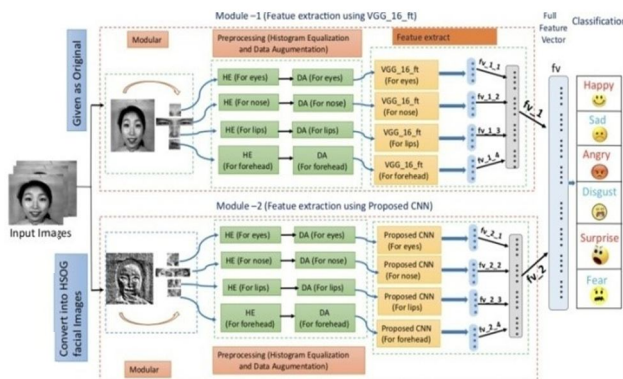 Module –1 (Featue extraction using VGG_16_ft)
Full
Feature
Vector
Classification
Given as Original
Modular
Preprocessing (Histogram Equalization
and Data Augumentation)
Featue extract
fv
HE (For eyes)
DA (For eyes)
VGG_16_ft
(For eyes)
fv_1_1
HE (For nose)
DA (For nose)
VGG_16_ft
(For nose)
fv_1_2
HE (For lips)
DA (For lips)
VGG_16_ft
(For lips)
fv_1_3
HE
(For forehead)
DA
(For forehead)
VGG_16_ft
(For forehead)
fv_1_4
fv_1
Input Images
Module –2 (Featue extraction using Proposed CNN)
Convert into HSOG
facial Images
HE (For eyes)
DA (For eyes)
Proposed CNN
(For eyes)
fv_2_1
HE (For nose)
DA (For nose)
Proposed CNN
(For nose)
fv_2_2
HE (For lips)
DA (For lips)
Proposed CNN
(For lips)
fv_2_3
HE
(For forehead)
DA
(For forehead)
Proposed CNN
(For forehead)
fv_2_4
fv_2
Modular
Preprocessing (Histogram Equalization
and Data Augumentation)
Happy
Sad
Angry
Disgust
Surprise
Fear